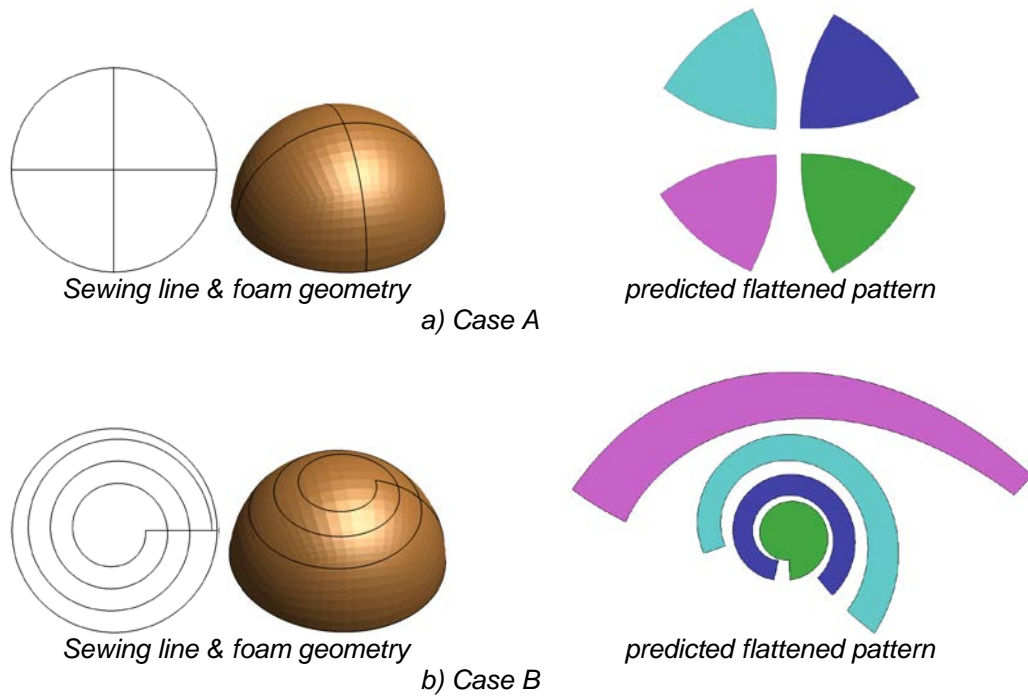 Sewing line & foam geometry
predicted flattened pattern
a) Case A
Sewing line & foam geometry
predicted flattened pattern
b) Case B